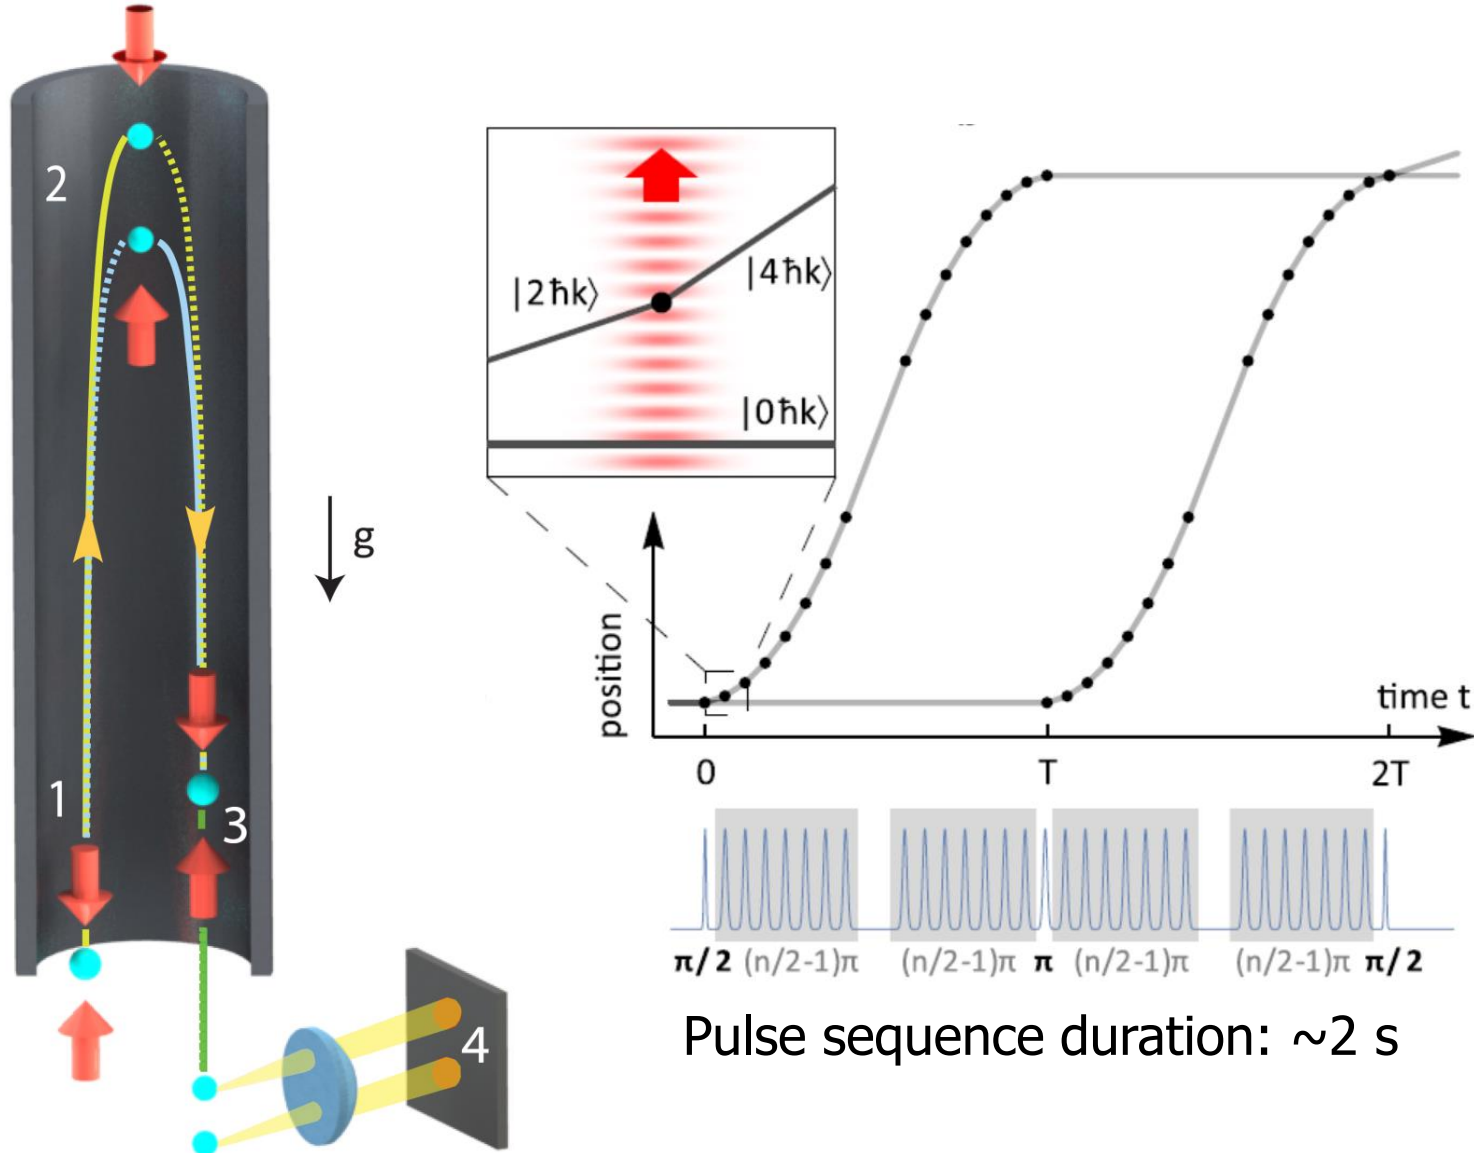 2
1
3
4
g
|2ħk⟩
|4ħk⟩
|0ħk⟩
position
time t
0
T
2T
π/2 (n/2-1)π (n/2-1)π π (n/2-1)π (n/2-1)π π/2
Pulse sequence duration: ~2 s